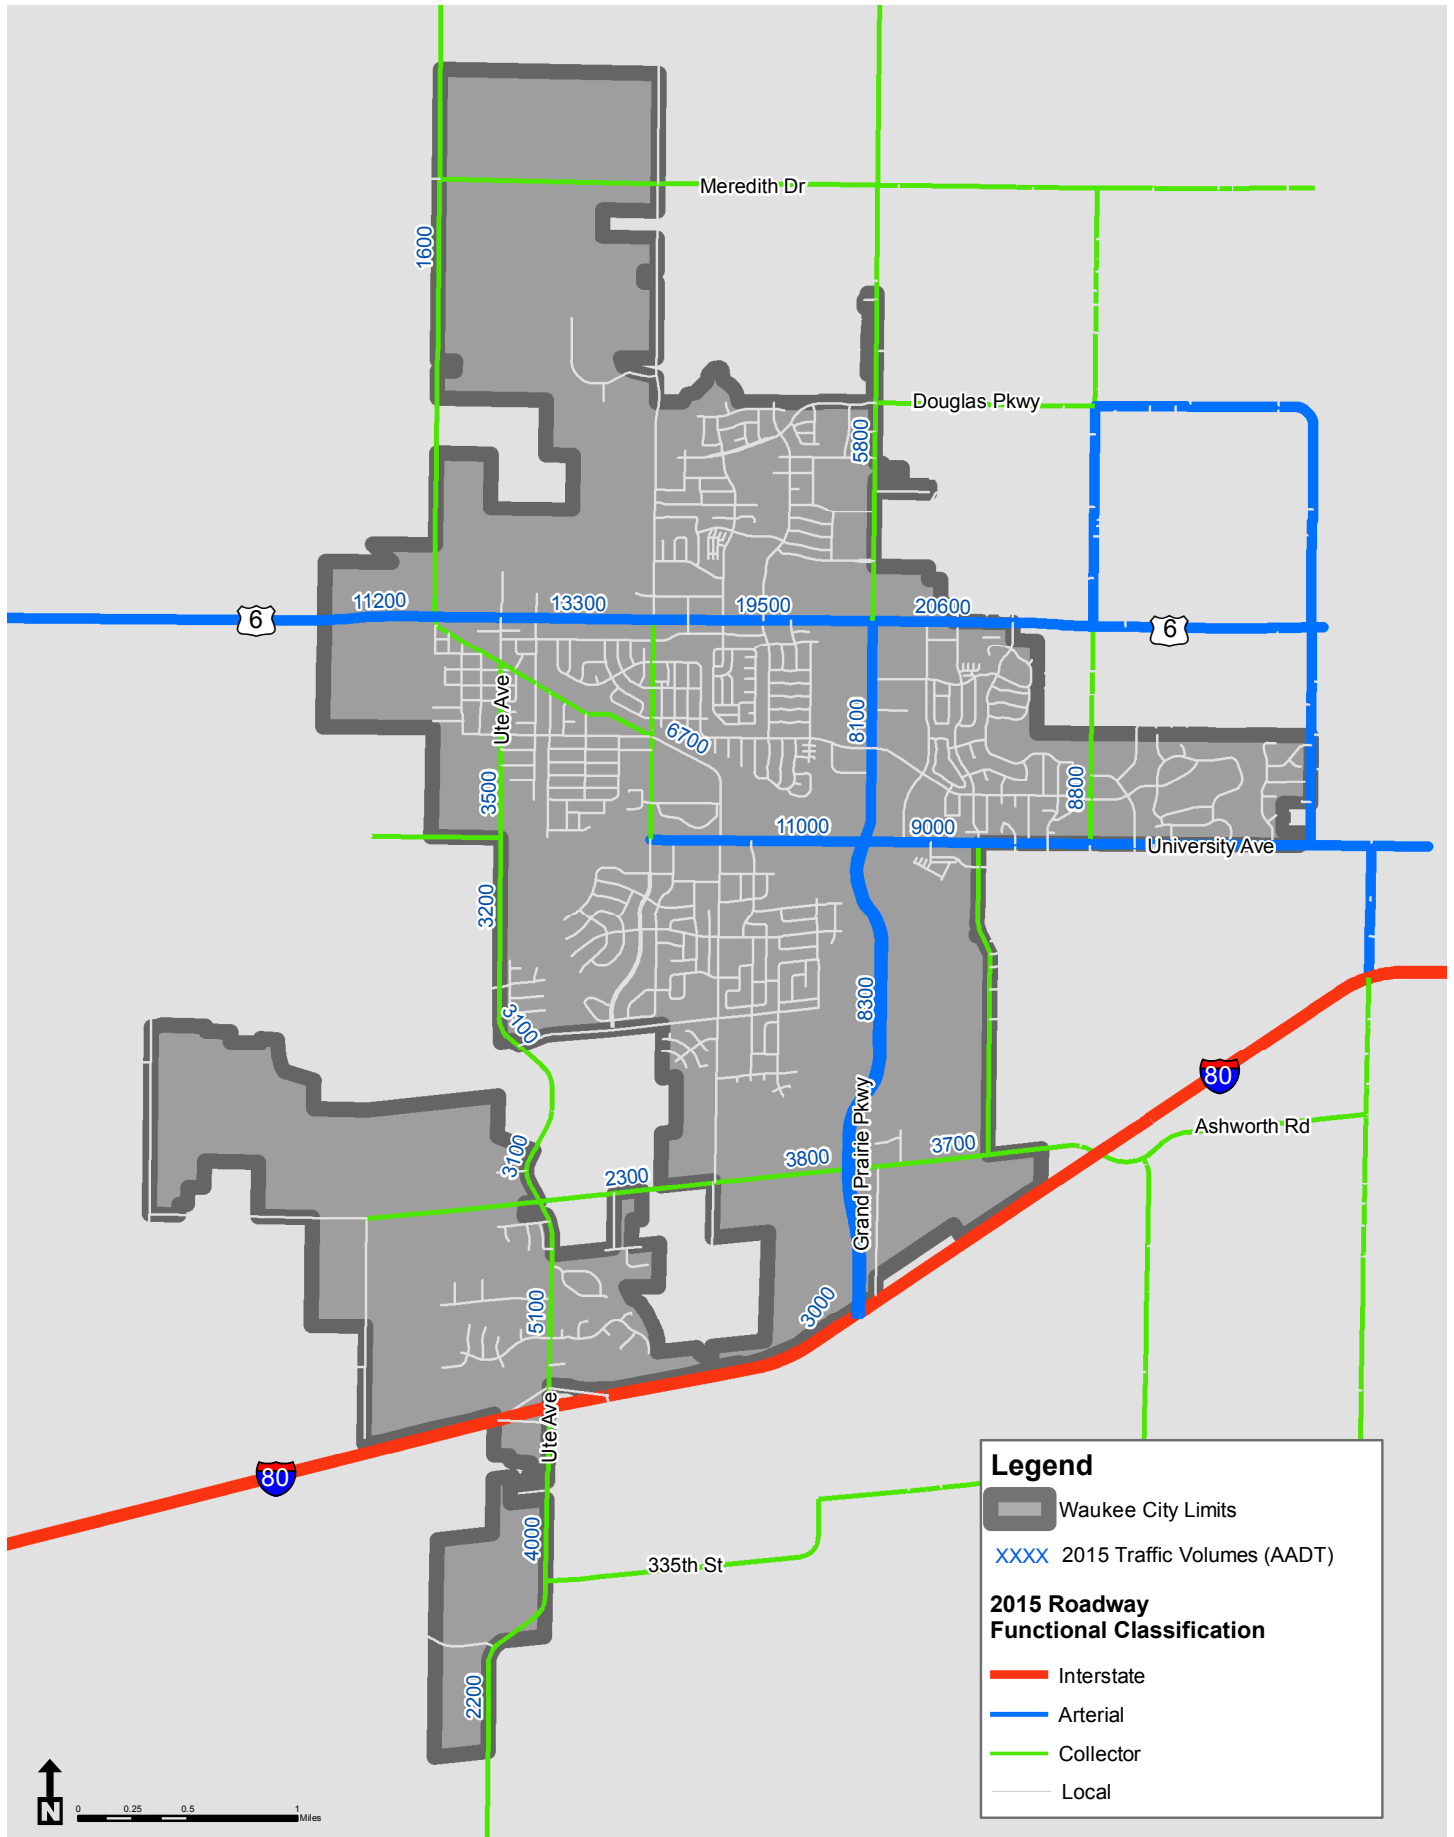 Meredith Dr
1600
Douglas Pkwy
5800
11200
13300
19500
20600
6
6
Ute Ave
6700
8100
3500
8800
11000
9000
University Ave
3200
8300
3100
80
Grand Prairie Pkwy
Ashworth Rd
3100
2300
3800
3700
5100
3000
Ute Ave
80
4000
335th St
2200
Legend
Waukee City Limits
XXXX 2015 Traffic Volumes (AADT)
2015 Roadway
Functional Classification
Interstate
Arterial
Collector
Local
N
0 0.25 0.5 1
Miles